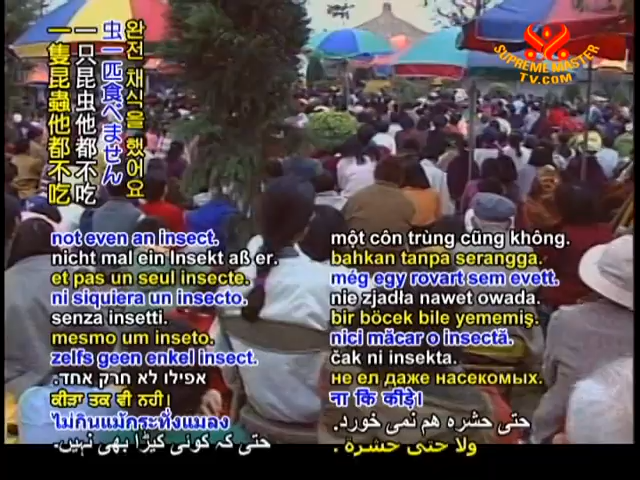 SUPREME MASTER
TV.COM
완전 채식을 했어요
虫一匹食べません
一只昆虫他都不吃
一隻昆蟲他都不吃
not even an insect.
nicht mal ein Insekt aß er.
et pas un seul insecte.
ni siquiera un insecto.
senza insetti.
mesmo um inseto.
zelfs geen enkel insect.
אפילו לא חרק אחד.
ਕੀੜਾ ਤਕ ਵੀ ਨਹੀ।
ไม่กินแม้กระทั่งแมลง
حتی کہ کوئی کیڑا بھی نہیں۔
một côn trùng cũng không.
bahkan tanpa serangga.
még egy rovart sem evett.
nie zjadła nawet owada.
bir böcek bile yememiş.
nici măcar o insectă.
čak ni insekta.
не ел даже насекомых.
ना कि कीड़े।
حتی حشره هم نمی خورد.
ولا حتى حشرة .